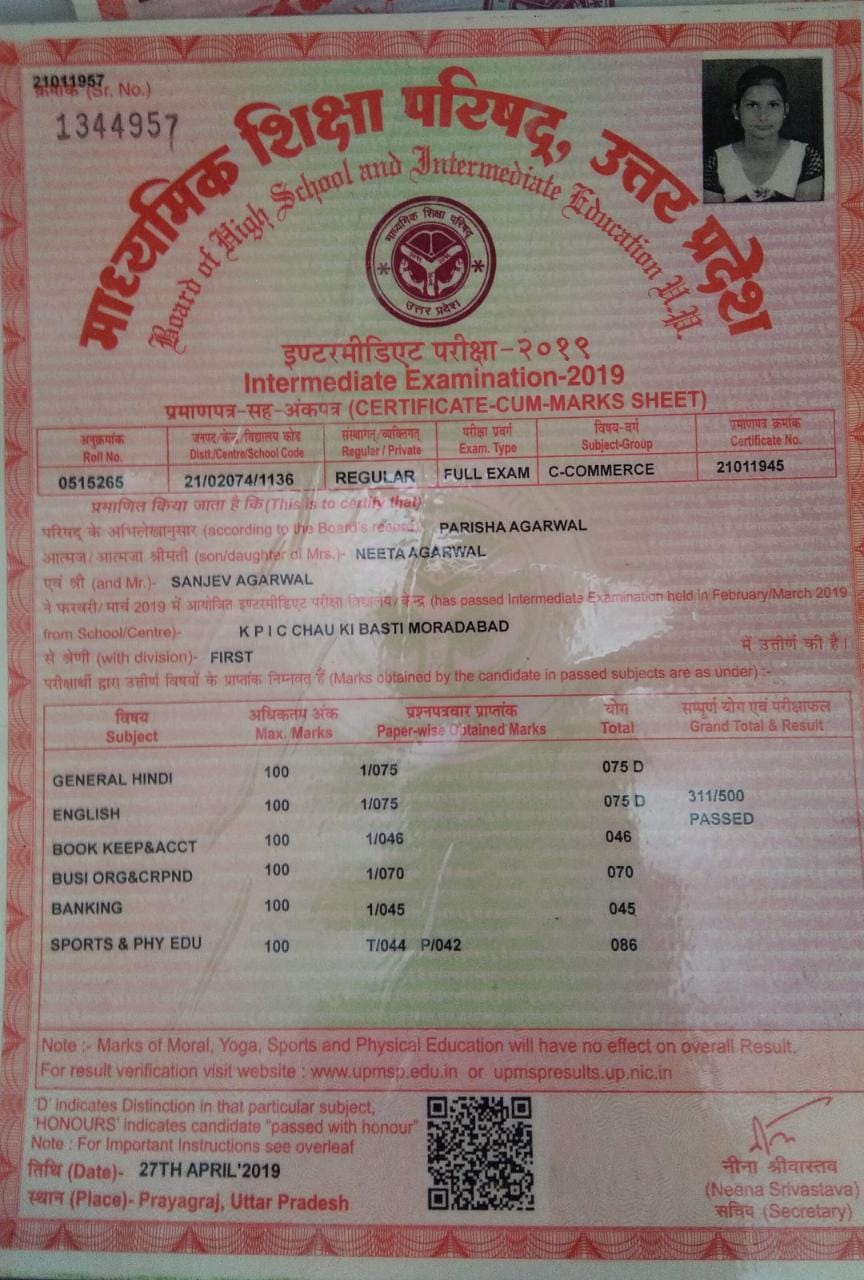 21011957
क्रमांक (Sr. No.)
1344957
माध्यमिक शिक्षा परिषद्, उत्तर प्रदेश
Board of High School and Intermediate Education U.P.
माध्यमिक शिक्षा परिषद्
उत्तर प्रदेश
इण्टरमीडिएट परीक्षा-२०१९
Intermediate Examination-2019
प्रमाणपत्र-सह-अंकपत्र (CERTIFICATE-CUM-MARKS SHEET)
अनुक्रमांक जनपद/केन्द्र/विद्यालय कोड संस्थागत/व्यक्तिगत् परीक्षा प्रवर्ग विषय-वर्ग प्रमाणपत्र क्रमांक
Roll No. Distt./Centre/School Code Regular / Private Exam. Type Subject-Group Certificate No.
0515265 21/02074/1136 REGULAR FULL EXAM C-COMMERCE 21011945
प्रमाणित किया जाता है कि (This is to certify that)
परिषद् के अभिलेखानुसार (according to the Board's record) PARISHA AGARWAL
आत्मज/आत्मजा श्रीमती (son/daughter of Mrs.)- NEETA AGARWAL
एवं श्री (and Mr.)- SANJEV AGARWAL
ने फरवरी/मार्च 2019 में आयोजित इण्टरमीडिएट परीक्षा विद्यालय/केन्द्र (has passed Intermediate Examination held in February/March 2019
from School/Centre)- K P I C CHAU KI BASTI MORADABAD में उत्तीर्ण की है।
से श्रेणी (with division)- FIRST
परीक्षार्थी द्वारा उत्तीर्ण विषयों के प्राप्तांक निम्नवत् हैं (Marks obtained by the candidate in passed subjects are as under) :-
विषय अधिकतम अंक प्रश्नपत्रवार प्राप्तांक योग सम्पूर्ण योग एवं परीक्षाफल
Subject Max. Marks Paper-wise Obtained Marks Total Grand Total & Result
GENERAL HINDI 100 1/075 075 D
ENGLISH 100 1/075 075 D 311/500
PASSED
BOOK KEEP&ACCT 100 1/046 046
BUSI ORG&CRPND 100 1/070 070
BANKING 100 1/045 045
SPORTS & PHY EDU 100 T/044 P/042 086
Note :- Marks of Moral, Yoga, Sports and Physical Education will have no effect on overall Result.
For result verification visit website : www.upmsp.edu.in or upmspresults.up.nic.in
'D' indicates Distinction in that particular subject,
'HONOURS' indicates candidate "passed with honour"
Note : For Important Instructions see overleaf
तिथि (Date)- 27TH APRIL'2019
स्थान (Place)- Prayagraj, Uttar Pradesh
नीना श्रीवास्तव
(Neena Srivastava)
सचिव (Secretary)